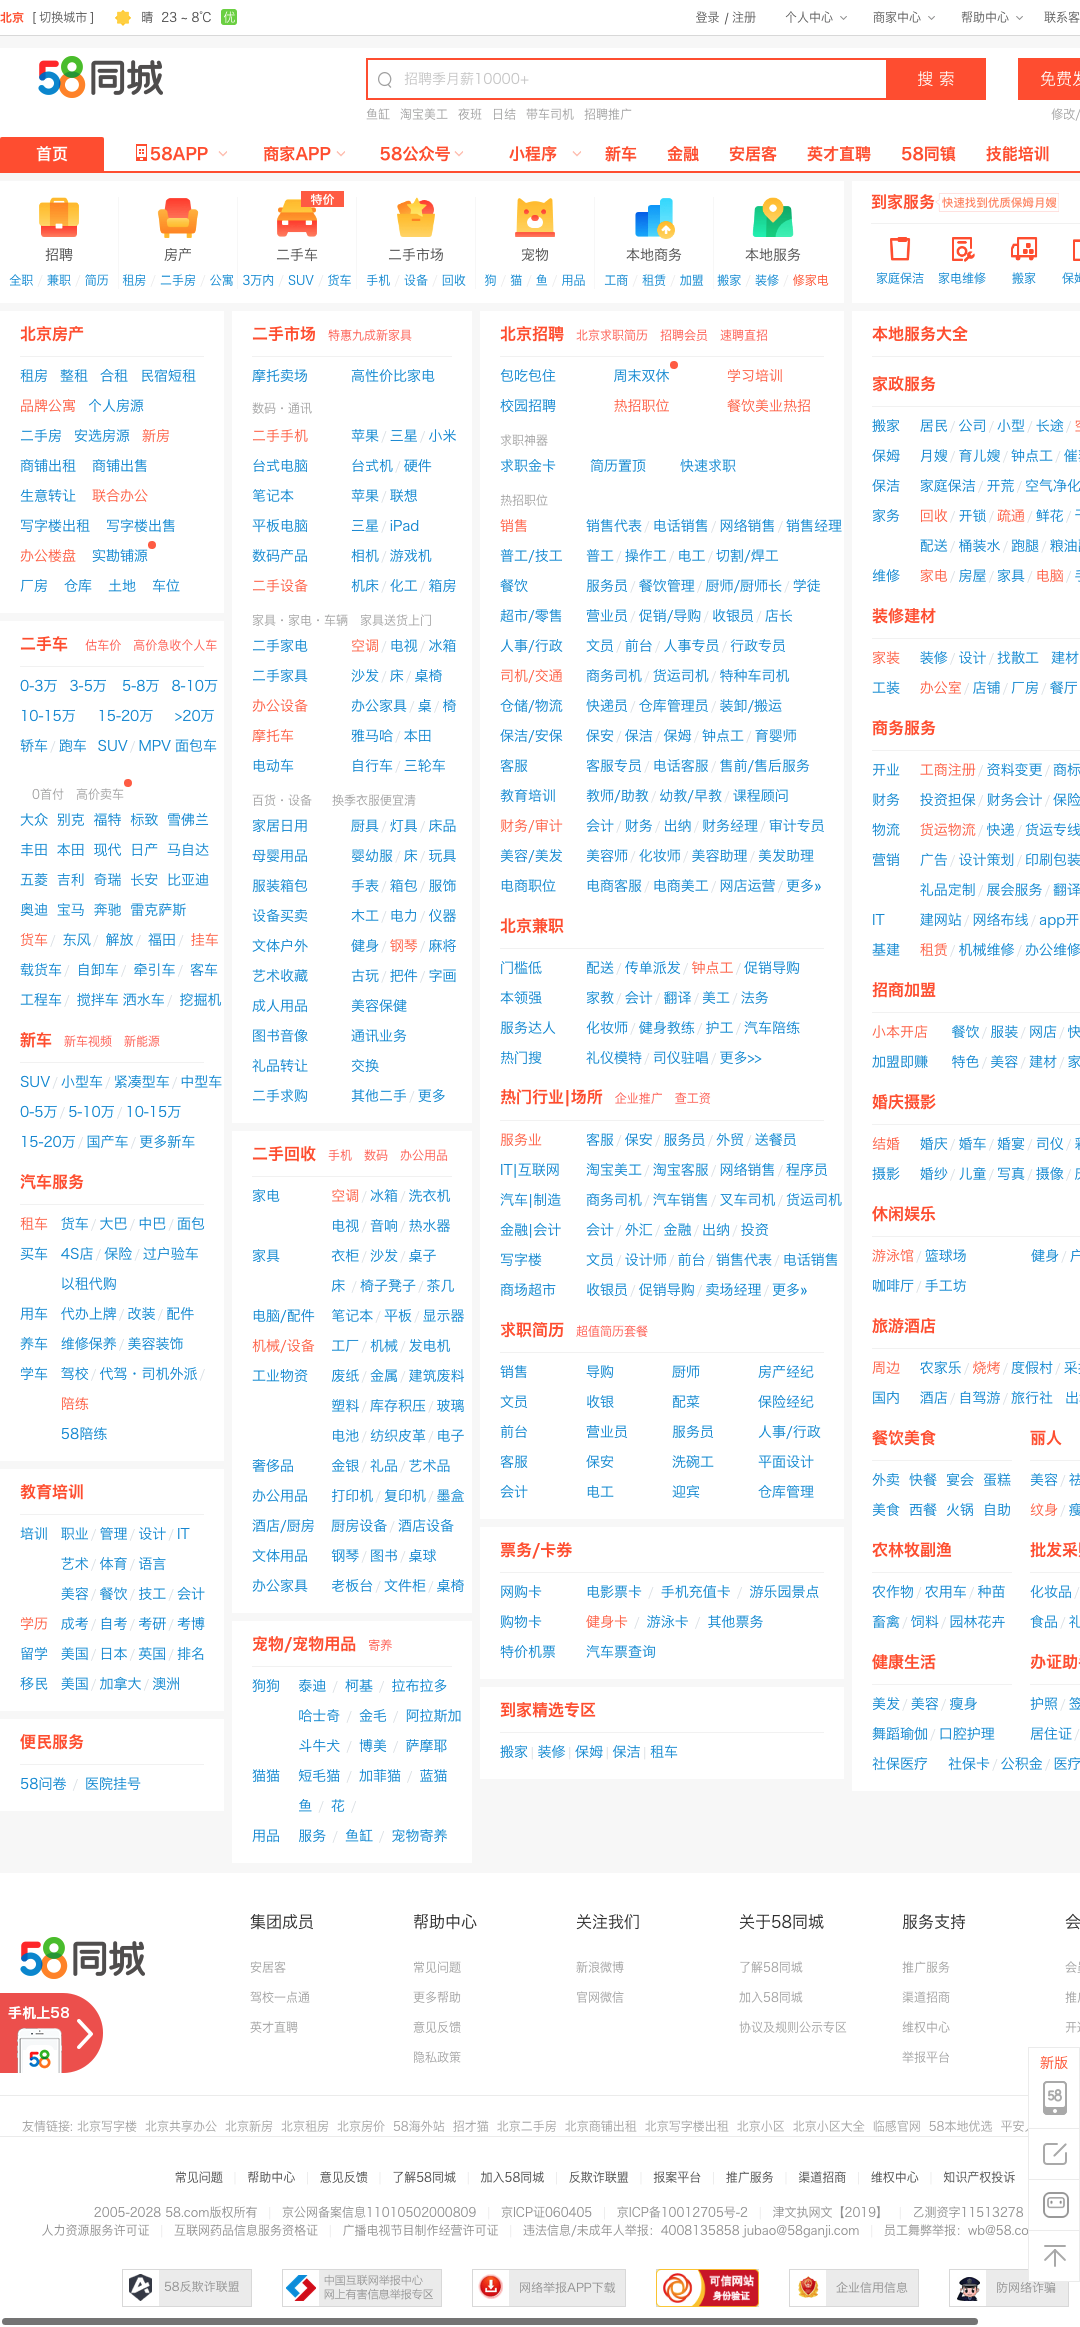 北京 [ 切换城市 ] 晴 23 ~ 8℃ 优 登录 / 注册 个人中心 商家中心 帮助中心 联系客
58同城 招聘季月薪10000+ 搜 索 免费发
鱼缸 淘宝美工 夜班 日结 带车司机 招聘推广 修改/
首页 58APP 商家APP 58公众号 小程序 新车 金融 安居客 英才直聘 58同镇 技能培训
特价
招聘 房产 二手车 二手市场 宠物 本地商务 本地服务
全职 / 兼职 / 简历 租房 / 二手房 / 公寓 3万内 / SUV / 货车 手机 / 设备 / 回收 狗 / 猫 / 鱼 / 用品 工商 / 租赁 / 加盟 搬家 / 装修 / 修家电
到家服务 快速找到优质保姆月嫂
家庭保洁 家电维修 搬家 保姆
北京房产
租房 整租 合租 民宿短租
品牌公寓 个人房源
二手房 安选房源 新房
商铺出租 商铺出售
生意转让 联合办公
写字楼出租 写字楼出售
办公楼盘 实勘铺源
厂房 仓库 土地 车位
二手车 估车价 高价急收个人车
0-3万 3-5万 5-8万 8-10万
10-15万 15-20万 >20万
轿车 / 跑车 SUV / MPV 面包车
0首付 高价卖车
大众 别克 福特 标致 雪佛兰
丰田 本田 现代 日产 马自达
五菱 吉利 奇瑞 长安 比亚迪
奥迪 宝马 奔驰 雷克萨斯
货车 / 东风 / 解放 / 福田 / 挂车
载货车 / 自卸车 / 牵引车 / 客车
工程车 / 搅拌车 洒水车 / 挖掘机
新车 新车视频 新能源
SUV / 小型车 / 紧凑型车 / 中型车
0-5万 / 5-10万 / 10-15万
15-20万 / 国产车 / 更多新车
汽车服务
租车 货车 / 大巴 / 中巴 / 面包
买车 4S店 / 保险 / 过户验车
以租代购
用车 代办上牌 / 改装 / 配件
养车 维修保养 / 美容装饰
学车 驾校 / 代驾 · 司机外派 /
陪练
58陪练
教育培训
培训 职业 / 管理 / 设计 / IT
艺术 / 体育 / 语言
美容 / 餐饮 / 技工 / 会计
学历 成考 / 自考 / 考研 / 考博
留学 美国 / 日本 / 英国 / 排名
移民 美国 / 加拿大 / 澳洲
便民服务
58问卷 / 医院挂号
二手市场 特惠九成新家具
摩托卖场 高性价比家电
数码 · 通讯
二手手机 苹果 / 三星 / 小米
台式电脑 台式机 / 硬件
笔记本 苹果 / 联想
平板电脑 三星 / iPad
数码产品 相机 / 游戏机
二手设备 机床 / 化工 / 箱房
家具 · 家电 · 车辆 家具送货上门
二手家电 空调 / 电视 / 冰箱
二手家具 沙发 / 床 / 桌椅
办公设备 办公家具 / 桌 / 椅
摩托车 雅马哈 / 本田
电动车 自行车 / 三轮车
百货 · 设备 换季衣服便宜清
家居日用 厨具 / 灯具 / 床品
母婴用品 婴幼服 / 床 / 玩具
服装箱包 手表 / 箱包 / 服饰
设备买卖 木工 / 电力 / 仪器
文体户外 健身 / 钢琴 / 麻将
艺术收藏 古玩 / 把件 / 字画
成人用品 美容保健
图书音像 通讯业务
礼品转让 交换
二手求购 其他二手 / 更多
二手回收 手机 数码 办公用品
家电 空调 / 冰箱 / 洗衣机
电视 / 音响 / 热水器
家具 衣柜 / 沙发 / 桌子
床 / 椅子凳子 / 茶几
电脑/配件 笔记本 / 平板 / 显示器
机械/设备 工厂 / 机械 / 发电机
工业物资 废纸 / 金属 / 建筑废料
塑料 / 库存积压 / 玻璃
电池 / 纺织皮革 / 电子
奢侈品 金银 / 礼品 / 艺术品
办公用品 打印机 / 复印机 / 墨盒
酒店/厨房 厨房设备 / 酒店设备
文体用品 钢琴 / 图书 / 桌球
办公家具 老板台 / 文件柜 / 桌椅
宠物/宠物用品 寄养
狗狗 泰迪 / 柯基 / 拉布拉多
哈士奇 / 金毛 / 阿拉斯加
斗牛犬 / 博美 / 萨摩耶
猫猫 短毛猫 / 加菲猫 / 蓝猫
鱼 / 花 /
用品 服务 / 鱼缸 / 宠物寄养
北京招聘 北京求职简历 招聘会员 速聘直招
包吃包住 周末双休 学习培训
校园招聘 热招职位 餐饮美业热招
求职神器
求职金卡 简历置顶 快速求职
热招职位
销售 销售代表 / 电话销售 / 网络销售 / 销售经理
普工/技工 普工 / 操作工 / 电工 / 切割/焊工
餐饮 服务员 / 餐饮管理 / 厨师/厨师长 / 学徒
超市/零售 营业员 / 促销/导购 / 收银员 / 店长
人事/行政 文员 / 前台 / 人事专员 / 行政专员
司机/交通 商务司机 / 货运司机 / 特种车司机
仓储/物流 快递员 / 仓库管理员 / 装卸/搬运
保洁/安保 保安 / 保洁 / 保姆 / 钟点工 / 育婴师
客服 客服专员 / 电话客服 / 售前/售后服务
教育培训 教师/助教 / 幼教/早教 / 课程顾问
财务/审计 会计 / 财务 / 出纳 / 财务经理 / 审计专员
美容/美发 美容师 / 化妆师 / 美容助理 / 美发助理
电商职位 电商客服 / 电商美工 / 网店运营 / 更多»
北京兼职
门槛低 配送 / 传单派发 / 钟点工 / 促销导购
本领强 家教 / 会计 / 翻译 / 美工 / 法务
服务达人 化妆师 / 健身教练 / 护工 / 汽车陪练
热门搜 礼仪模特 / 司仪驻唱 / 更多>>
热门行业|场所 企业推广 查工资
服务业 客服 / 保安 / 服务员 / 外贸 / 送餐员
IT|互联网 淘宝美工 / 淘宝客服 / 网络销售 / 程序员
汽车|制造 商务司机 / 汽车销售 / 叉车司机 / 货运司机
金融|会计 会计 / 外汇 / 金融 / 出纳 / 投资
写字楼 文员 / 设计师 / 前台 / 销售代表 / 电话销售
商场超市 收银员 / 促销导购 / 卖场经理 / 更多»
求职简历 超值简历套餐
销售 导购 厨师 房产经纪
文员 收银 配菜 保险经纪
前台 营业员 服务员 人事/行政
客服 保安 洗碗工 平面设计
会计 电工 迎宾 仓库管理
票务/卡券
网购卡 电影票卡 / 手机充值卡 / 游乐园景点
购物卡 健身卡 / 游泳卡 / 其他票务
特价机票 汽车票查询
到家精选专区
搬家 | 装修 | 保姆 | 保洁 | 租车
本地服务大全
家政服务
搬家 居民 / 公司 / 小型 / 长途 /
保姆 月嫂 / 育儿嫂 / 钟点工 / 催
保洁 家庭保洁 / 开荒 / 空气净化
家务 回收 / 开锁 / 疏通 / 鲜花 /
配送 / 桶装水 / 跑腿 / 粮油
维修 家电 / 房屋 / 家具 / 电脑 / 手
装修建材
家装 装修 / 设计 / 找散工 建材
工装 办公室 / 店铺 / 厂房 / 餐厅
商务服务
开业 工商注册 / 资料变更 / 商标
财务 投资担保 / 财务会计 / 保险
物流 货运物流 / 快递 / 货运专线
营销 广告 / 设计策划 / 印刷包装
礼品定制 / 展会服务 / 翻译
IT 建网站 / 网络布线 / app开
基建 租赁 / 机械维修 / 办公维修
招商加盟
小本开店 餐饮 / 服装 / 网店 / 快
加盟即赚 特色 / 美容 / 建材 / 家
婚庆摄影
结婚 婚庆 / 婚车 / 婚宴 / 司仪 / 彩
摄影 婚纱 / 儿童 / 写真 / 摄像 /
休闲娱乐
游泳馆 / 篮球场 健身 / 户
咖啡厅 / 手工坊
旅游酒店
周边 农家乐 / 烧烤 / 度假村 / 采
国内 酒店 / 自驾游 / 旅行社 出
餐饮美食 丽人
外卖 快餐 宴会 蛋糕 美容 / 祛
美食 西餐 火锅 自助 纹身 / 瘦
农林牧副渔 批发采购
农作物 / 农用车 / 种苗 化妆品 /
畜禽 / 饲料 / 园林花卉 食品 / 礼
健康生活 办证助
美发 / 美容 / 瘦身 护照 / 签
舞蹈瑜伽 / 口腔护理 居住证 /
社保医疗 社保卡 / 公积金 / 医疗
58同城
手机上58
58
集团成员 帮助中心 关注我们 关于58同城 服务支持 会
安居客 常见问题 新浪微博 了解58同城 推广服务 会
驾校一点通 更多帮助 官网微信 加入58同城 渠道招商 推
英才直聘 意见反馈 协议及规则公示专区 维权中心 开
隐私政策 举报平台
新版
58
友情链接: 北京写字楼 北京共享办公 北京新房 北京租房 北京房价 58海外站 招才猫 北京二手房 北京商铺出租 北京写字楼出租 北京小区 北京小区大全 临感官网 58本地优选 平安
常见问题 | 帮助中心 | 意见反馈 | 了解58同城 | 加入58同城 | 反欺诈联盟 | 报案平台 | 推广服务 | 渠道招商 | 维权中心 | 知识产权投诉
2005-2028 58.com版权所有 | 京公网备案信息11010502000809 | 京ICP证060405 | 京ICP备10012705号-2 | 津文执网文【2019】 | 乙测资字11513278
人力资源服务许可证 | 互联网药品信息服务资格证 | 广播电视节目制作经营许可证 | 违法信息/未成年人举报：4008135858 jubao@58ganji.com | 员工舞弊举报：wb@58.co
58反欺诈联盟 中国互联网举报中心 网络举报APP下载 可信网站 企业信用信息 防网络诈骗
网上有害信息举报专区 身份验证